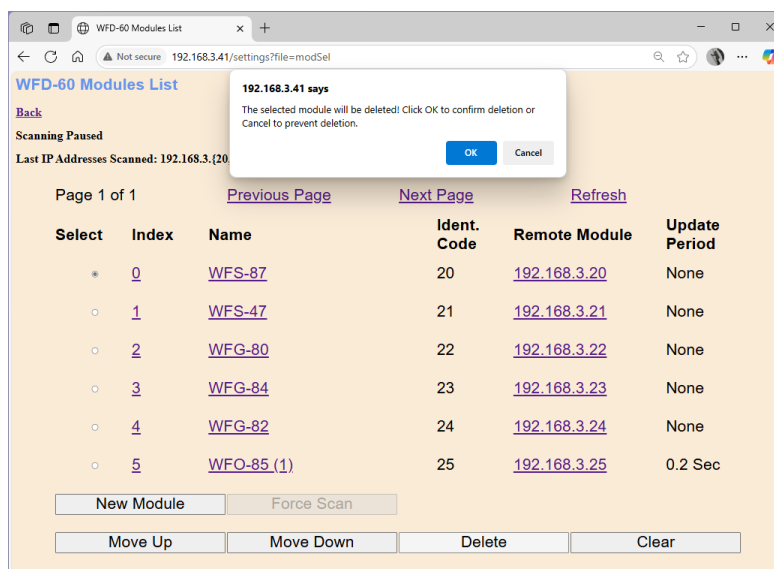 WFD-60 Modules List
Not secure 192.168.3.41/settings?file=modSel
WFD-60 Modules List
192.168.3.41 says
The selected module will be deleted! Click OK to confirm deletion or
Cancel to prevent deletion.
OK Cancel
Back
Scanning Paused
Last IP Addresses Scanned: 192.168.3.{20,
Page 1 of 1 Previous Page Next Page Refresh
Select Index Name Ident. Code Remote Module Update Period
0 WFS-87 20 192.168.3.20 None
1 WFS-47 21 192.168.3.21 None
2 WFG-80 22 192.168.3.22 None
3 WFG-84 23 192.168.3.23 None
4 WFG-82 24 192.168.3.24 None
5 WFO-85 (1) 25 192.168.3.25 0.2 Sec
New Module Force Scan
Move Up Move Down Delete Clear